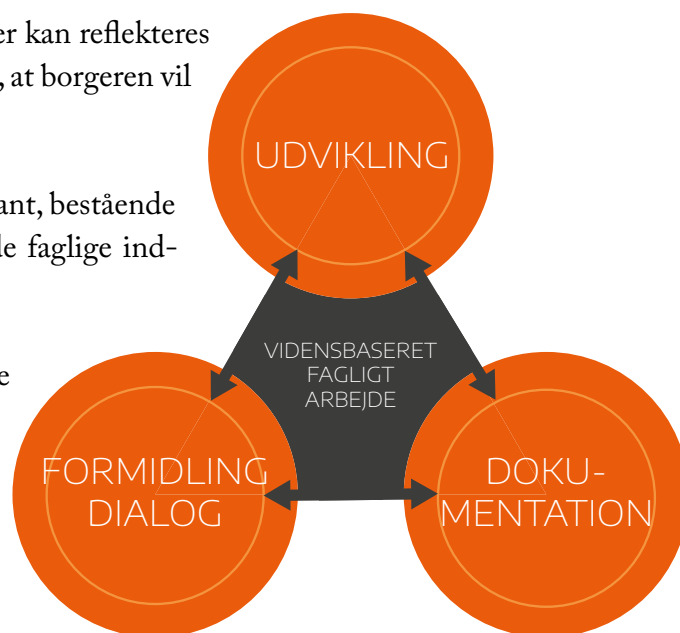 er kan reflekteres
, at borgeren vil
ant, bestående
le faglige ind-
e
UDVIKLING
VIDENSBASERET
FAGLIGT
ARBEJDE
FORMIDLING
DIALOG
DOKU-
MENTATION